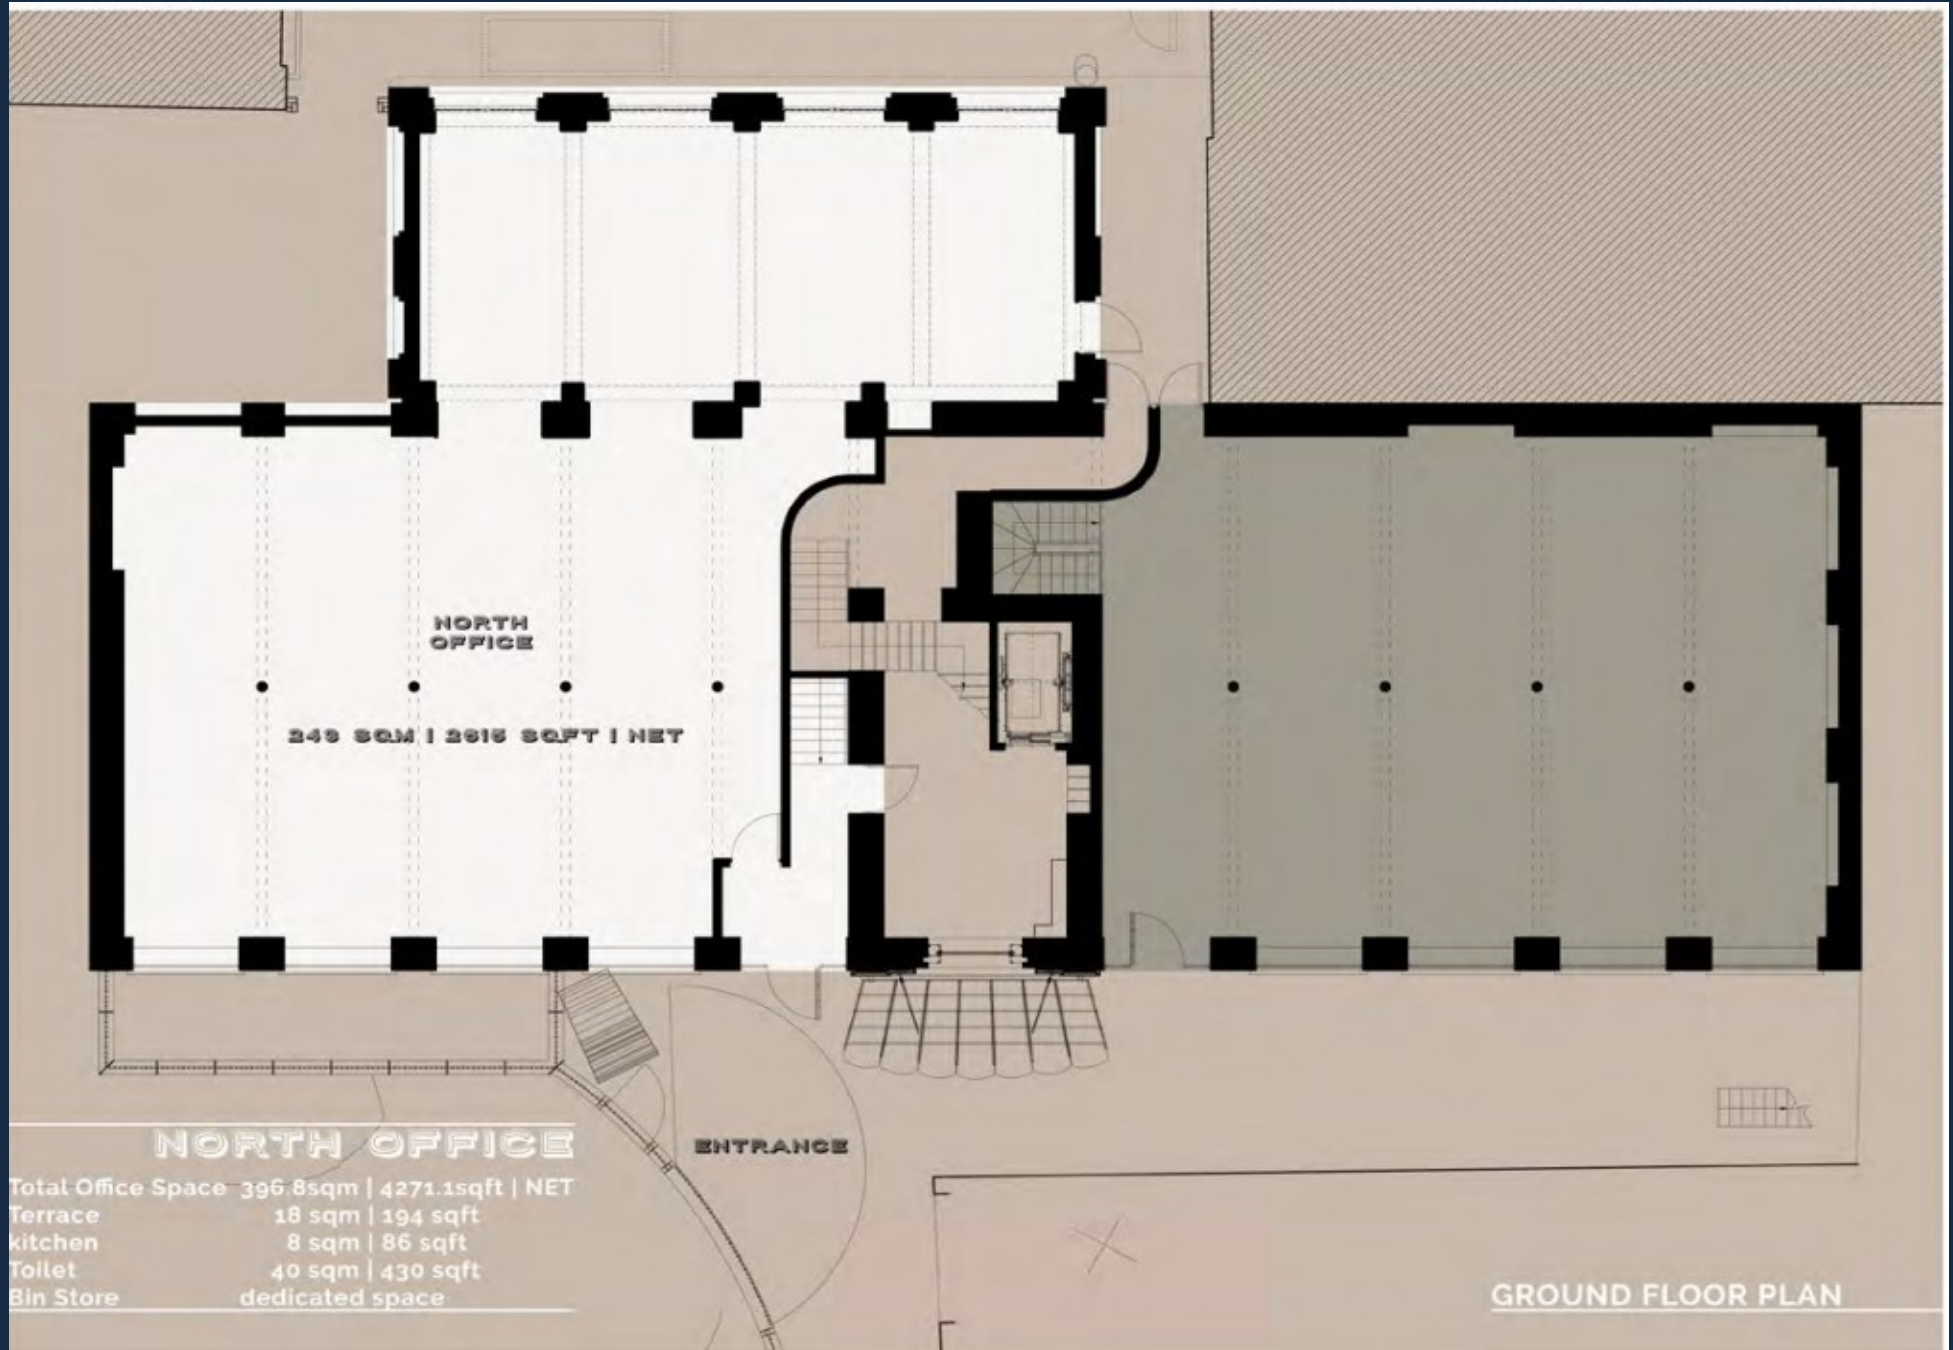 NORTH
OFFICE
243 SQM | 2615 SQFT | NET
ENTRANCE
NORTH OFFICE
Total Office Space 396.8sqm | 4271.1sqft | NET
Terrace 18 sqm | 194 sqft
kitchen 8 sqm | 86 sqft
Toilet 40 sqm | 430 sqft
Bin Store dedicated space
GROUND FLOOR PLAN